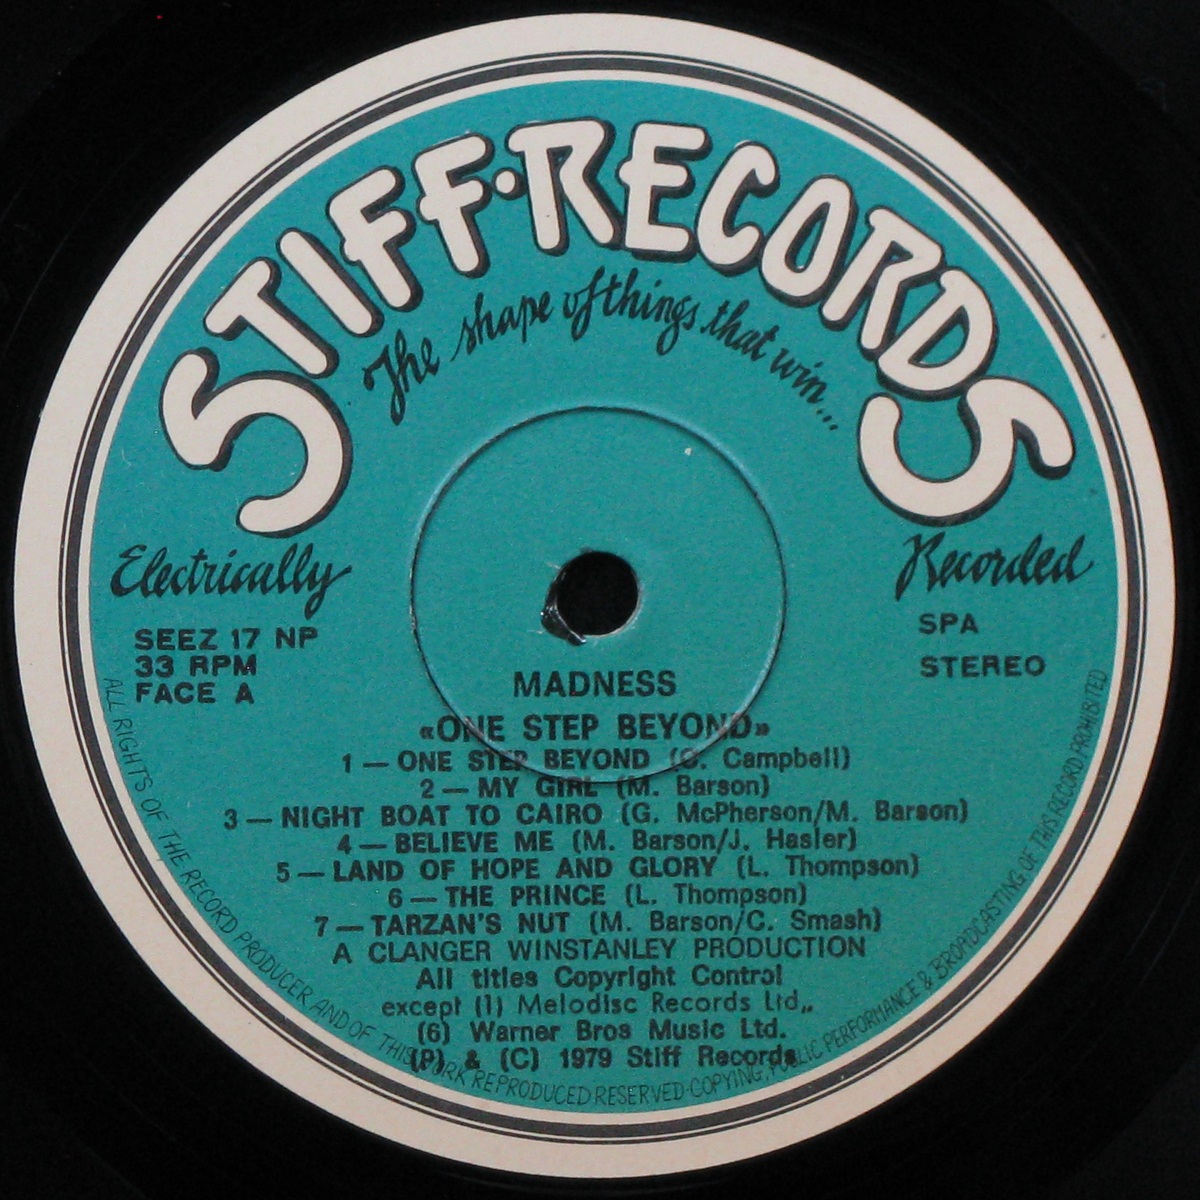 STIFF·RECORDS
The shape of things that win...
Electrically
Recorded
SEEZ 17 NP
33 RPM
FACE A
SPA
STEREO
MADNESS
«ONE STEP BEYOND»
1 — ONE STEP BEYOND (C. Campbell)
2 — MY GIRL (M. Barson)
3 — NIGHT BOAT TO CAIRO (G. McPherson/M. Barson)
4 — BELIEVE ME (M. Barson/J. Hasler)
5 — LAND OF HOPE AND GLORY (L. Thompson)
6 — THE PRINCE (L. Thompson)
7 — TARZAN'S NUT (M. Barson/C. Smash)
A CLANGER WINSTANLEY PRODUCTION
All titles Copyright Control
except (1) Melodisc Records Ltd,,
(6) Warner Bros Music Ltd.
(P) & (C) 1979 Stiff Records
ALL RIGHTS OF THE RECORD PRODUCER AND OF THIS WORK REPRODUCED RESERVED·COPYING, PUBLIC PERFORMANCE & BROADCASTING OF THIS RECORD PROHIBITED